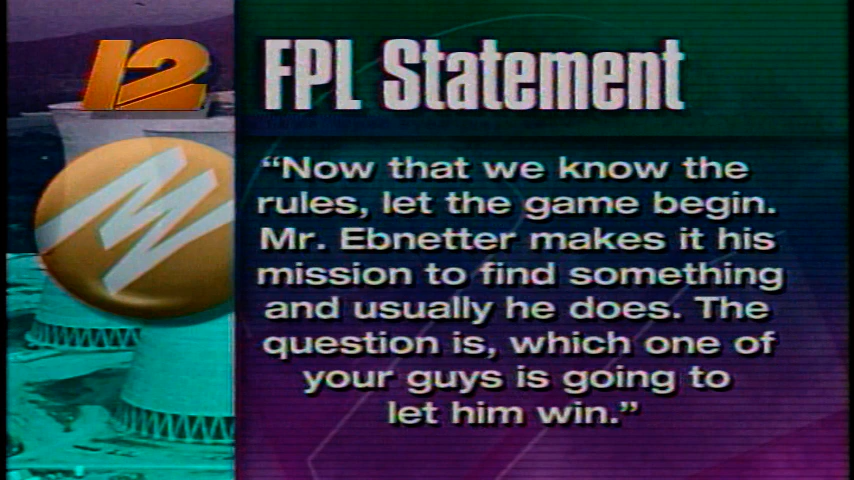 12
FPL Statement
“Now that we know the
rules, let the game begin.
Mr. Ebnetter makes it his
mission to find something
and usually he does. The
question is, which one of
your guys is going to
let him win.”